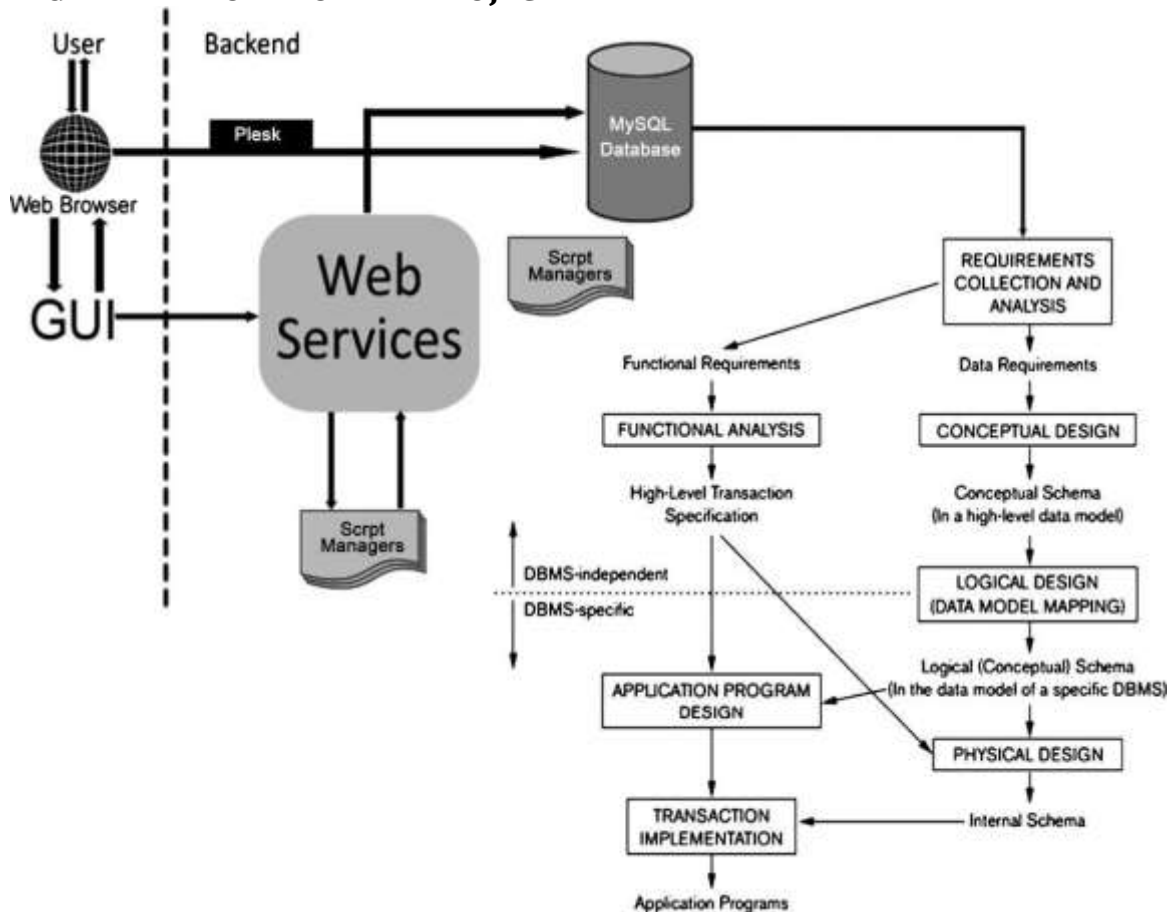 User
Backend
Plesk
MySQL
Database
Web Browser
Web
Services
GUI
Scrpt
Managers
Scrpt
Managers
REQUIREMENTS
COLLECTION AND
ANALYSIS
Functional Requirements
Data Requirements
FUNCTIONAL ANALYSIS
CONCEPTUAL DESIGN
High-Level Transaction
Specification
Conceptual Schema
(In a high-level data model)
DBMS-independent
DBMS-specific
LOGICAL DESIGN
(DATA MODEL MAPPING)
Logical (Conceptual) Schema
(In the data model of a specific DBMS)
APPLICATION PROGRAM
DESIGN
PHYSICAL DESIGN
TRANSACTION
IMPLEMENTATION
Internal Schema
Application Programs